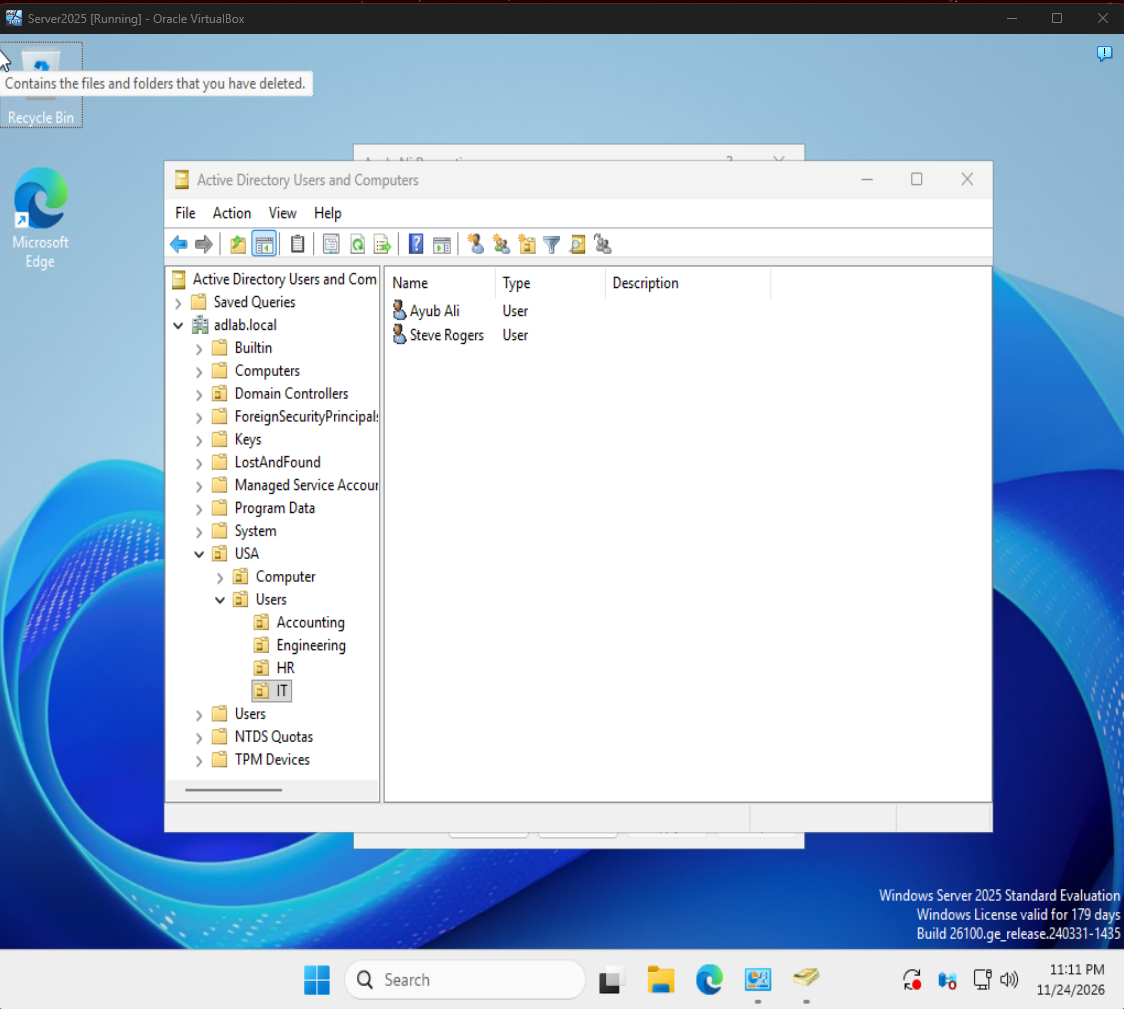 Server2025 [Running] - Oracle VirtualBox
Contains the files and folders that you have deleted.
Recycle Bin
Microsoft
Edge
Active Directory Users and Computers
File Action View Help
Active Directory Users and Com
Saved Queries
adlab.local
Builtin
Computers
Domain Controllers
ForeignSecurityPrincipals
Keys
LostAndFound
Managed Service Accour
Program Data
System
USA
Computer
Users
Accounting
Engineering
HR
IT
Users
NTDS Quotas
TPM Devices
Name Type Description
Ayub Ali User
Steve Rogers User
Windows Server 2025 Standard Evaluation
Windows License valid for 179 days
Build 26100.ge_release.240331-1435
Search
11:11 PM
11/24/2026